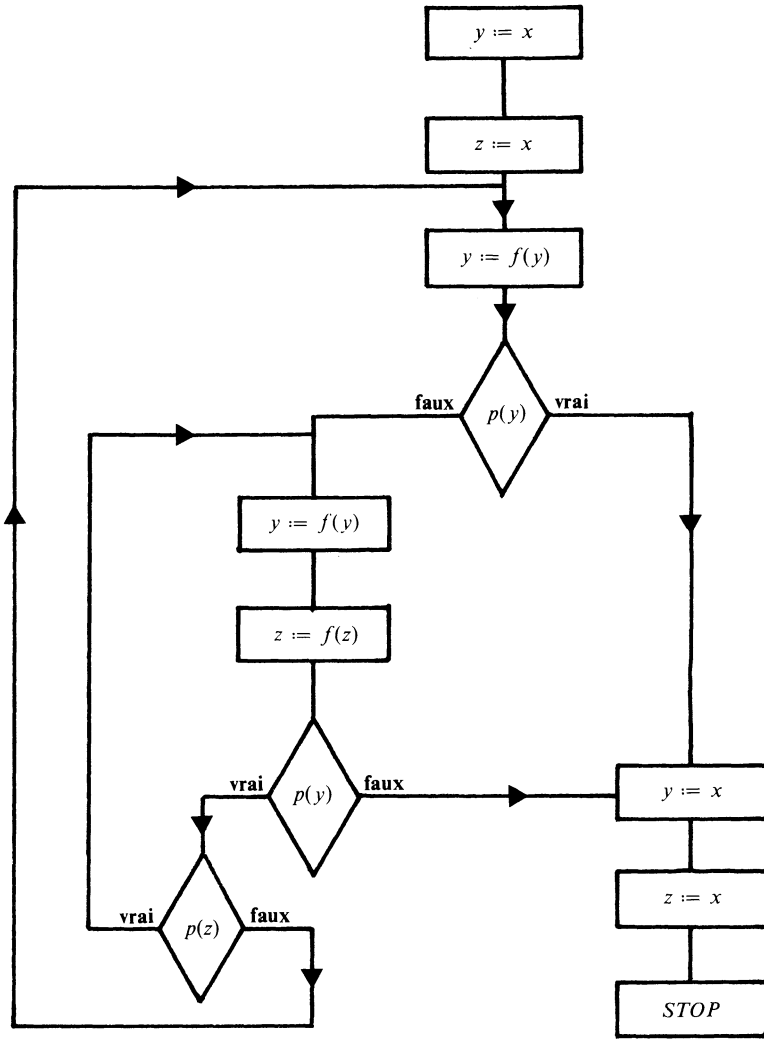 y := x
z := x
y := f(y)
faux
p(y)
vrai
y := f(y)
z := f(z)
vrai
p(y)
faux
y := x
vrai
p(z)
faux
z := x
STOP